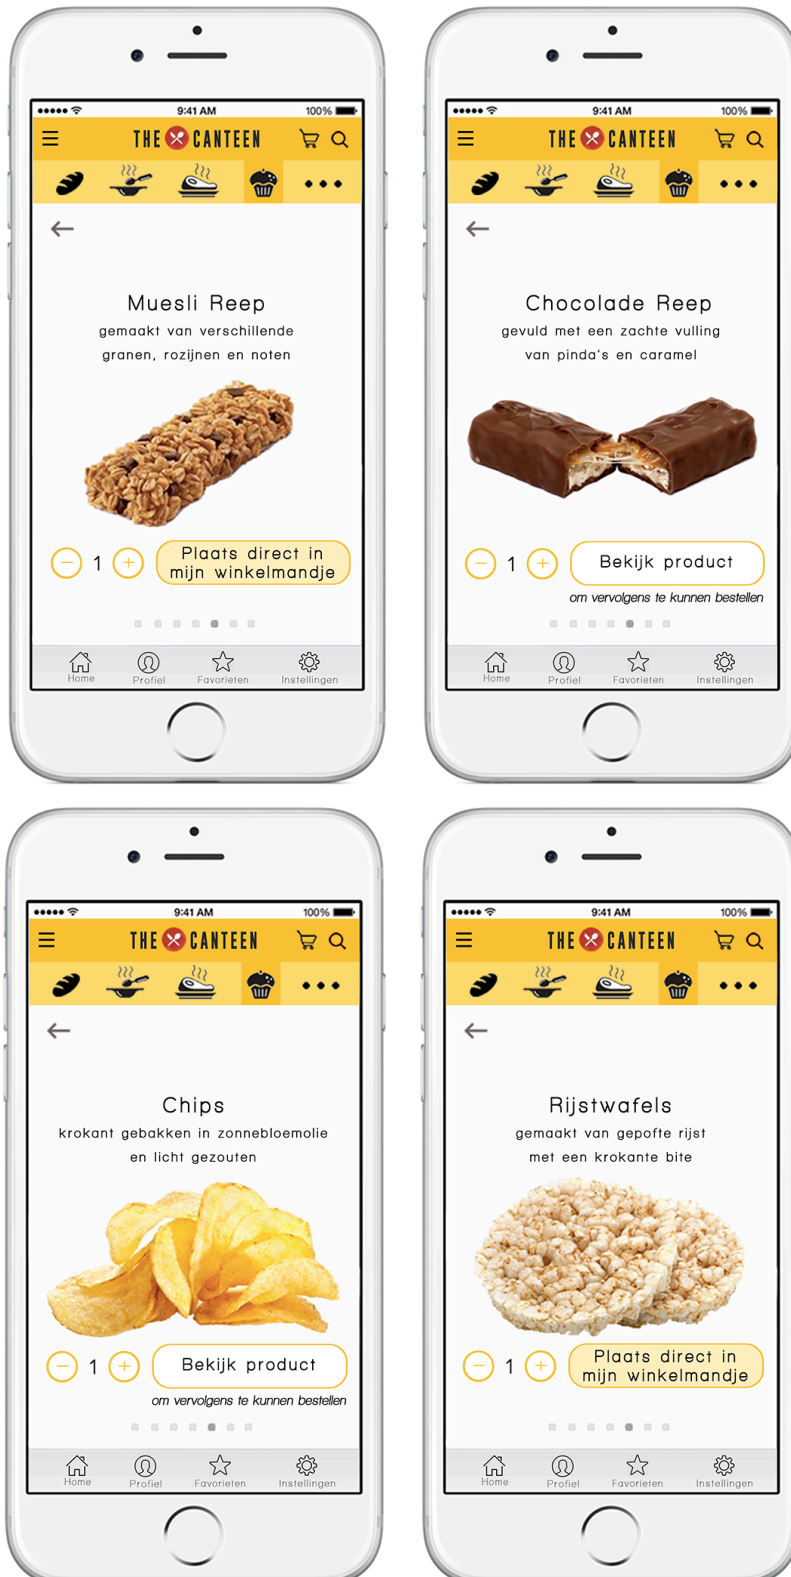 9:41 AM 100%
THE CANTEEN
Muesli Reep
gemaakt van verschillende
granen, rozijnen en noten
1
Plaats direct in
mijn winkelmandje
Home Profiel Favorieten Instellingen
9:41 AM 100%
THE CANTEEN
Chocolade Reep
gevuld met een zachte vulling
van pinda's en caramel
1
Bekijk product
om vervolgens te kunnen bestellen
Home Profiel Favorieten Instellingen
9:41 AM 100%
THE CANTEEN
Chips
krokant gebakken in zonnebloemolie
en licht gezouten
1
Bekijk product
om vervolgens te kunnen bestellen
Home Profiel Favorieten Instellingen
9:41 AM 100%
THE CANTEEN
Rijstwafels
gemaakt van gepofte rijst
met een krokante bite
1
Plaats direct in
mijn winkelmandje
Home Profiel Favorieten Instellingen